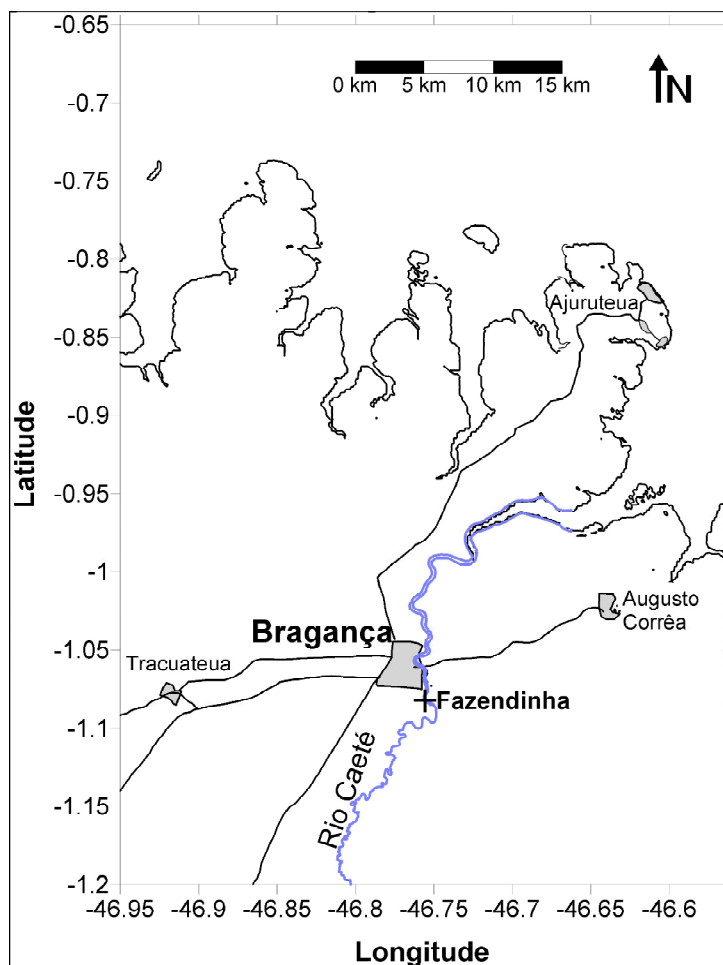 -0.65
0 km 5 km 10 km 15 km
N
-0.7
-0.75
-0.8
Ajuruteua
-0.85
Latitude
-0.9
-0.95
-1
Augusto
Corrêa
Bragança
-1.05
Tracuateua
Fazendinha
-1.1
Rio Caeté
-1.15
-1.2
-46.95 -46.9 -46.85 -46.8 -46.75 -46.7 -46.65 -46.6
Longitude